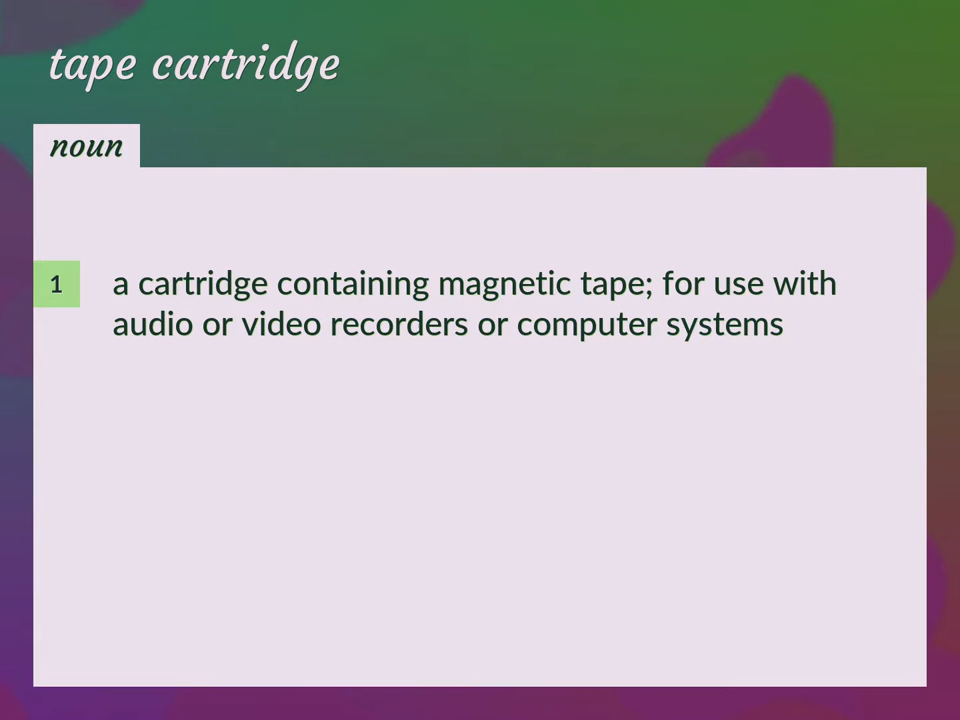 tape cartridge
noun
1
a cartridge containing magnetic tape; for use with
audio or video recorders or computer systems